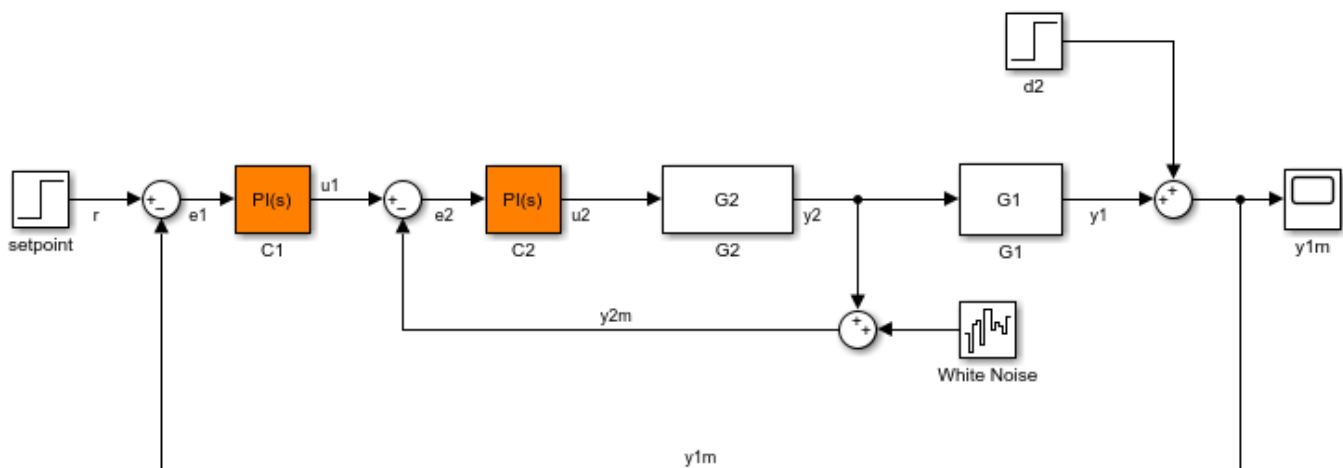 d2
setpoint
r
+
−
e1
PI(s)
C1
u1
+
−
e2
PI(s)
C2
u2
G2
G2
y2
G1
G1
y1
+
+
y1m
y2m
+
+
White Noise
y1m